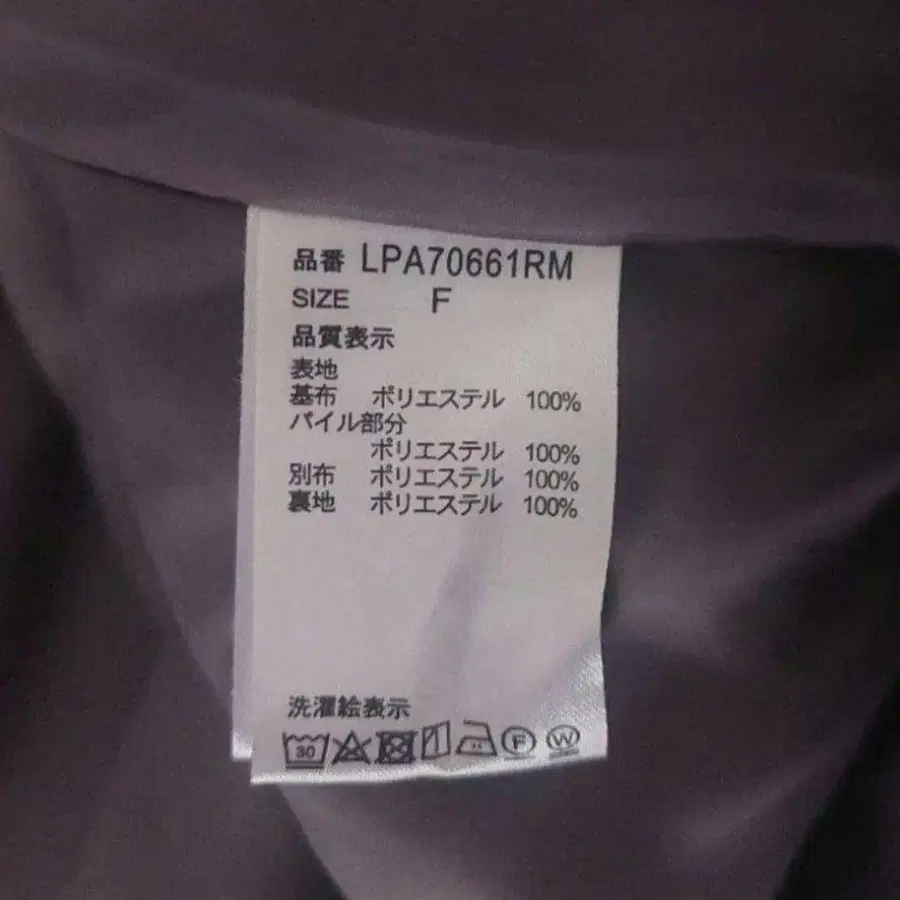 品番 LPA70661RM
SIZE F
品質表示
表地
基布 ポリエステル 100%
パイル部分
ポリエステル 100%
別布 ポリエステル 100%
裏地 ポリエステル 100%
洗濯絵表示
30 F W